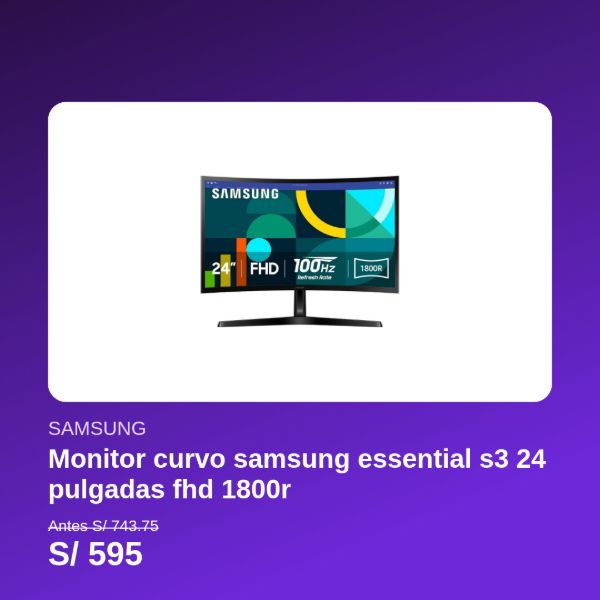 SAMSUNG
24"
FHD
100Hz
Refresh Rate
1800R
SAMSUNG
Monitor curvo samsung essential s3 24
pulgadas fhd 1800r
Antes S/ 743.75
S/ 595